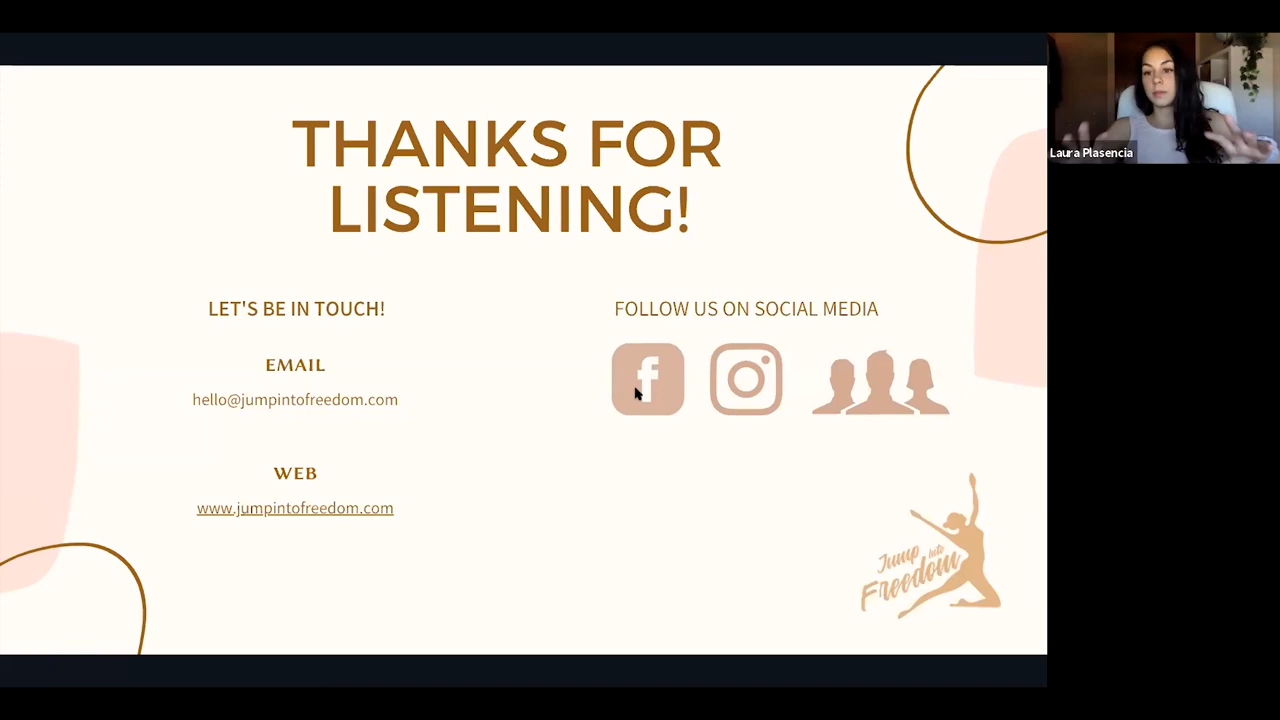 THANKS FOR
LISTENING!
LET'S BE IN TOUCH!
EMAIL
hello@jumpintofreedom.com
WEB
www.jumpintofreedom.com
FOLLOW US ON SOCIAL MEDIA
f
Jump into
Freedom
Laura Plasencia